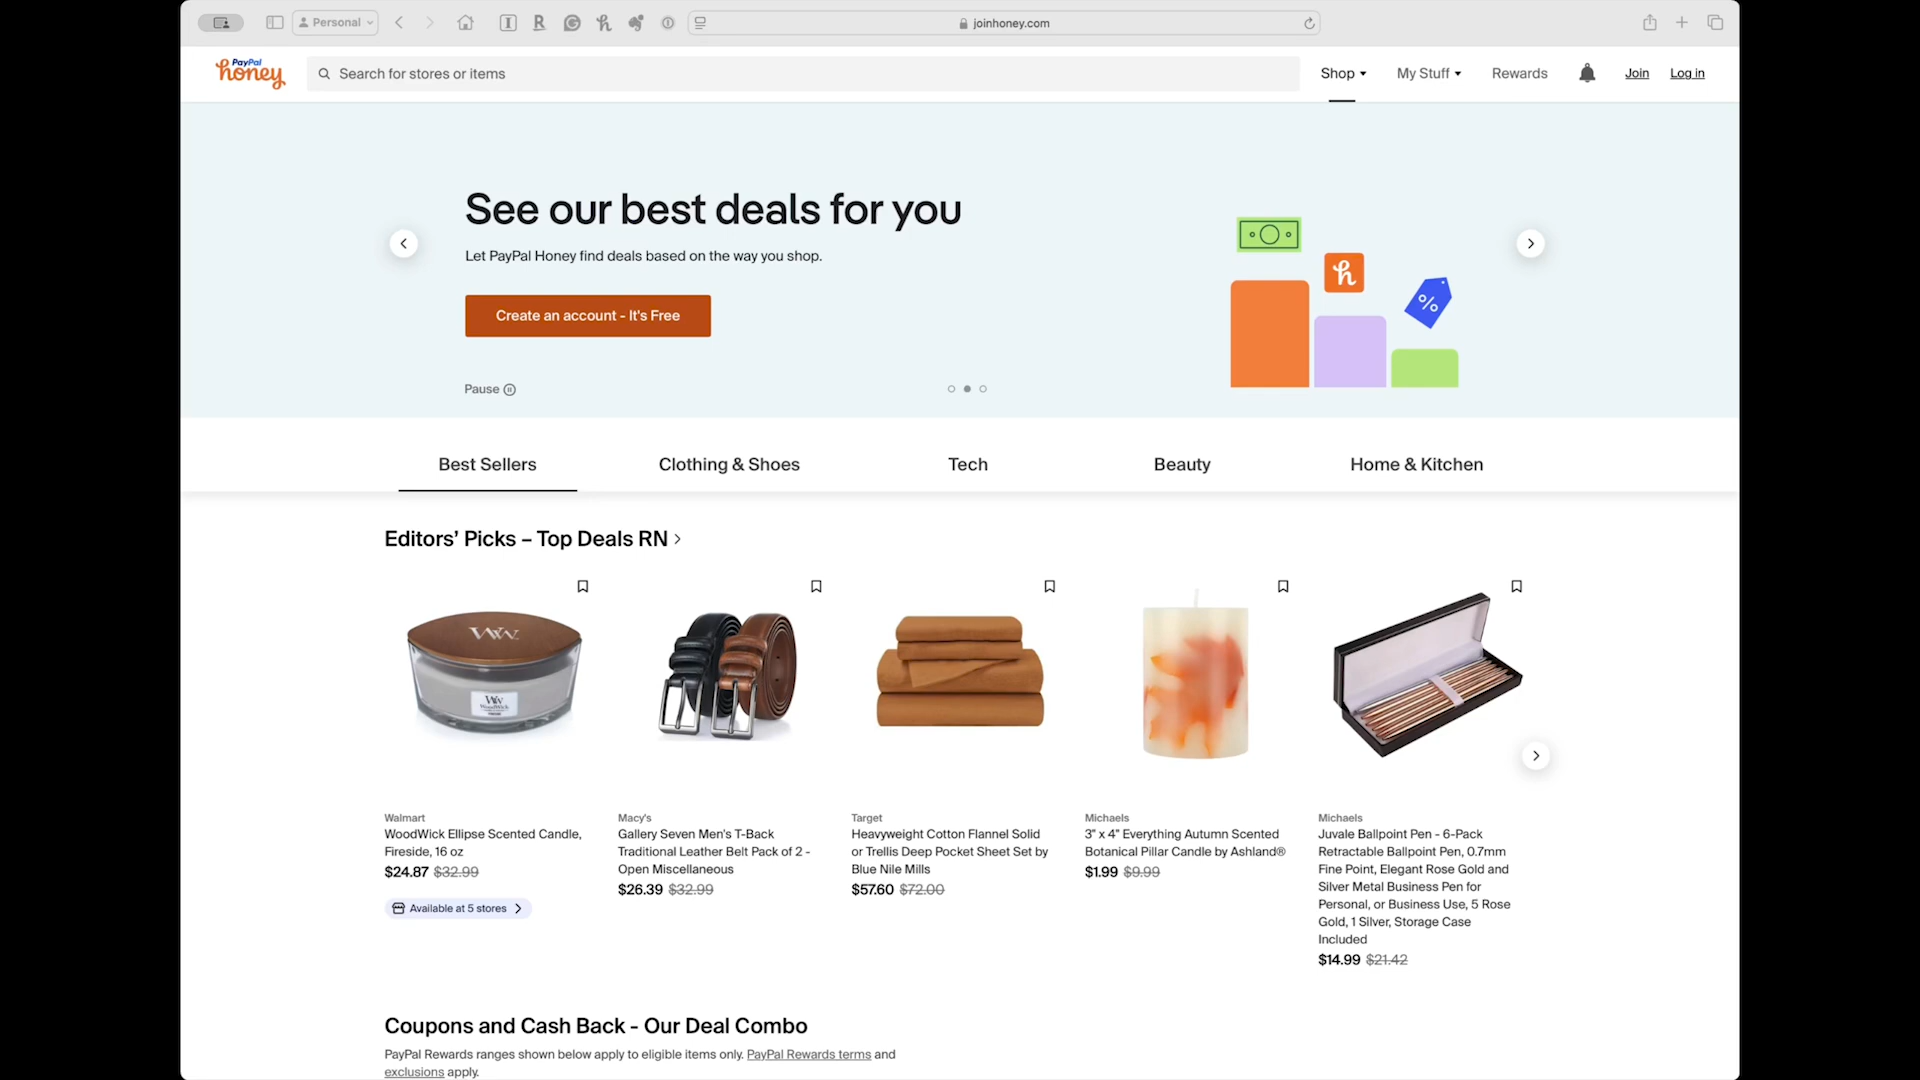 Personal
joinhoney.com
PayPal
honey
Search for stores or items
Shop
My Stuff
Rewards
Join
Log in
See our best deals for you
Let PayPal Honey find deals based on the way you shop.
Create an account - It's Free
Pause
h
%
Best Sellers
Clothing & Shoes
Tech
Beauty
Home & Kitchen
Editors’ Picks – Top Deals RN
WW
WW
WoodWick
Walmart
WoodWick Ellipse Scented Candle,
Fireside, 16 oz
$24.87 $32.99
Available at 5 stores
Macy's
Gallery Seven Men's T-Back
Traditional Leather Belt Pack of 2 -
Open Miscellaneous
$26.39 $32.99
Target
Heavyweight Cotton Flannel Solid
or Trellis Deep Pocket Sheet Set by
Blue Nile Mills
$57.60 $72.00
Michaels
3" x 4" Everything Autumn Scented
Botanical Pillar Candle by Ashland®
$1.99 $9.99
Michaels
Juvale Ballpoint Pen - 6-Pack
Retractable Ballpoint Pen, 0.7mm
Fine Point, Elegant Rose Gold and
Silver Metal Business Pen for
Personal, or Business Use, 5 Rose
Gold, 1 Silver, Storage Case
Included
$14.99 $21.42
Coupons and Cash Back - Our Deal Combo
PayPal Rewards ranges shown below apply to eligible items only. PayPal Rewards terms and
exclusions apply.